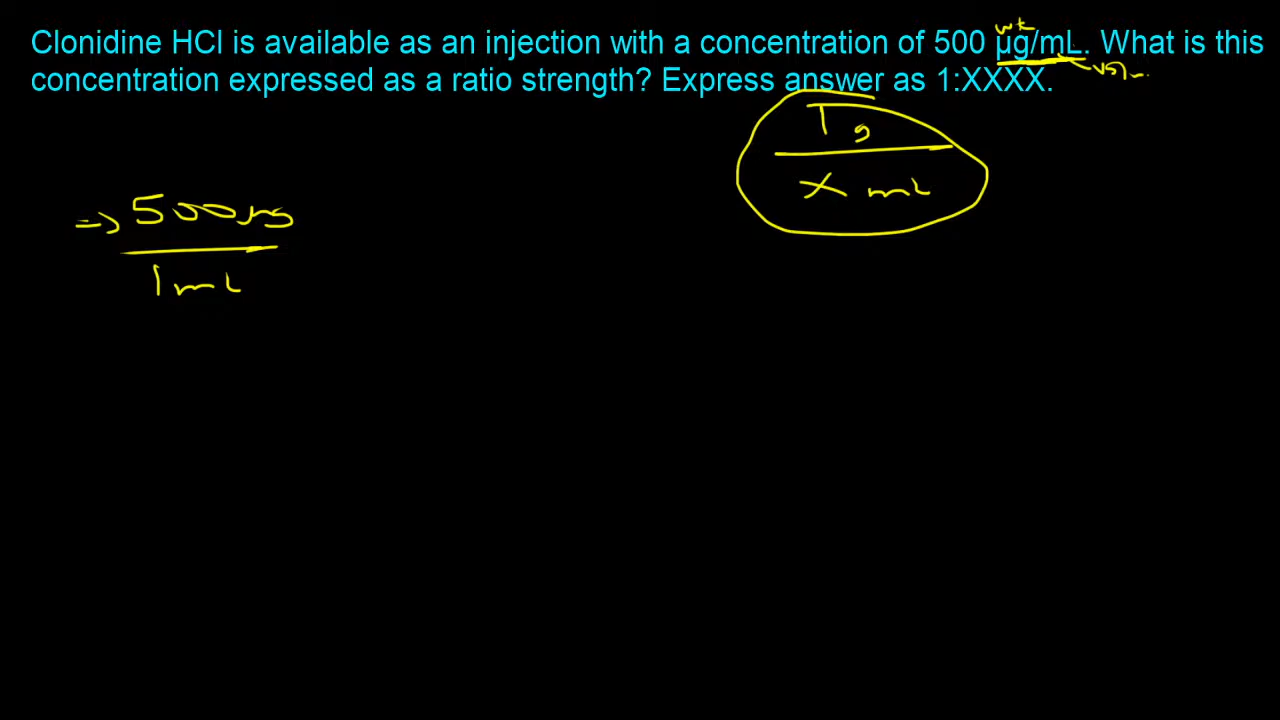 Clonidine HCl is available as an injection with a concentration of 500 µg/mL. What is this
concentration expressed as a ratio strength? Express answer as 1:XXXX.
wt
1 g
X mL
=> 500 µg
1 mL